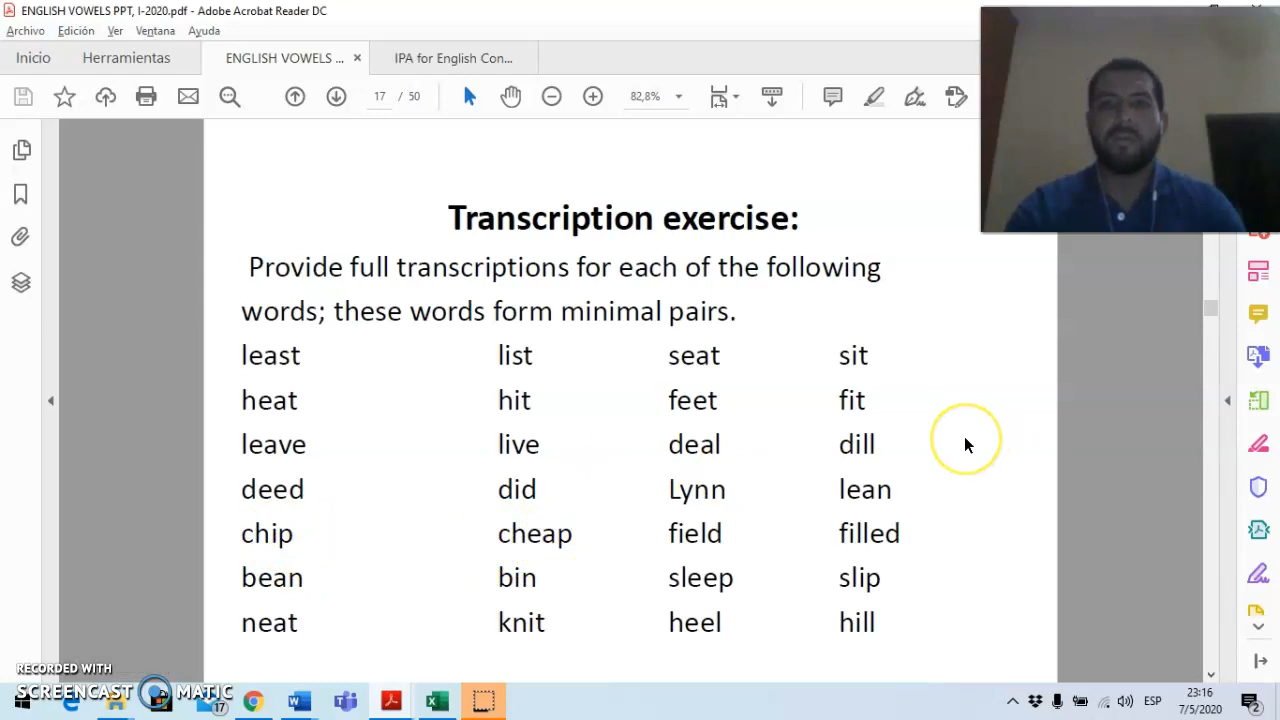 ENGLISH VOWELS PPT, I-2020.pdf - Adobe Acrobat Reader DC
Archivo Edición Ver Ventana Ayuda
Inicio Herramientas ENGLISH VOWELS ... × IPA for English Con...
17 / 50 82,8%
Transcription exercise:
Provide full transcriptions for each of the following
words; these words form minimal pairs.
least list seat sit
heat hit feet fit
leave live deal dill
deed did Lynn lean
chip cheap field filled
bean bin sleep slip
neat knit heel hill
RECORDED WITH
SCREENCAST MATIC
17
ESP
23:16
7/5/2020
2